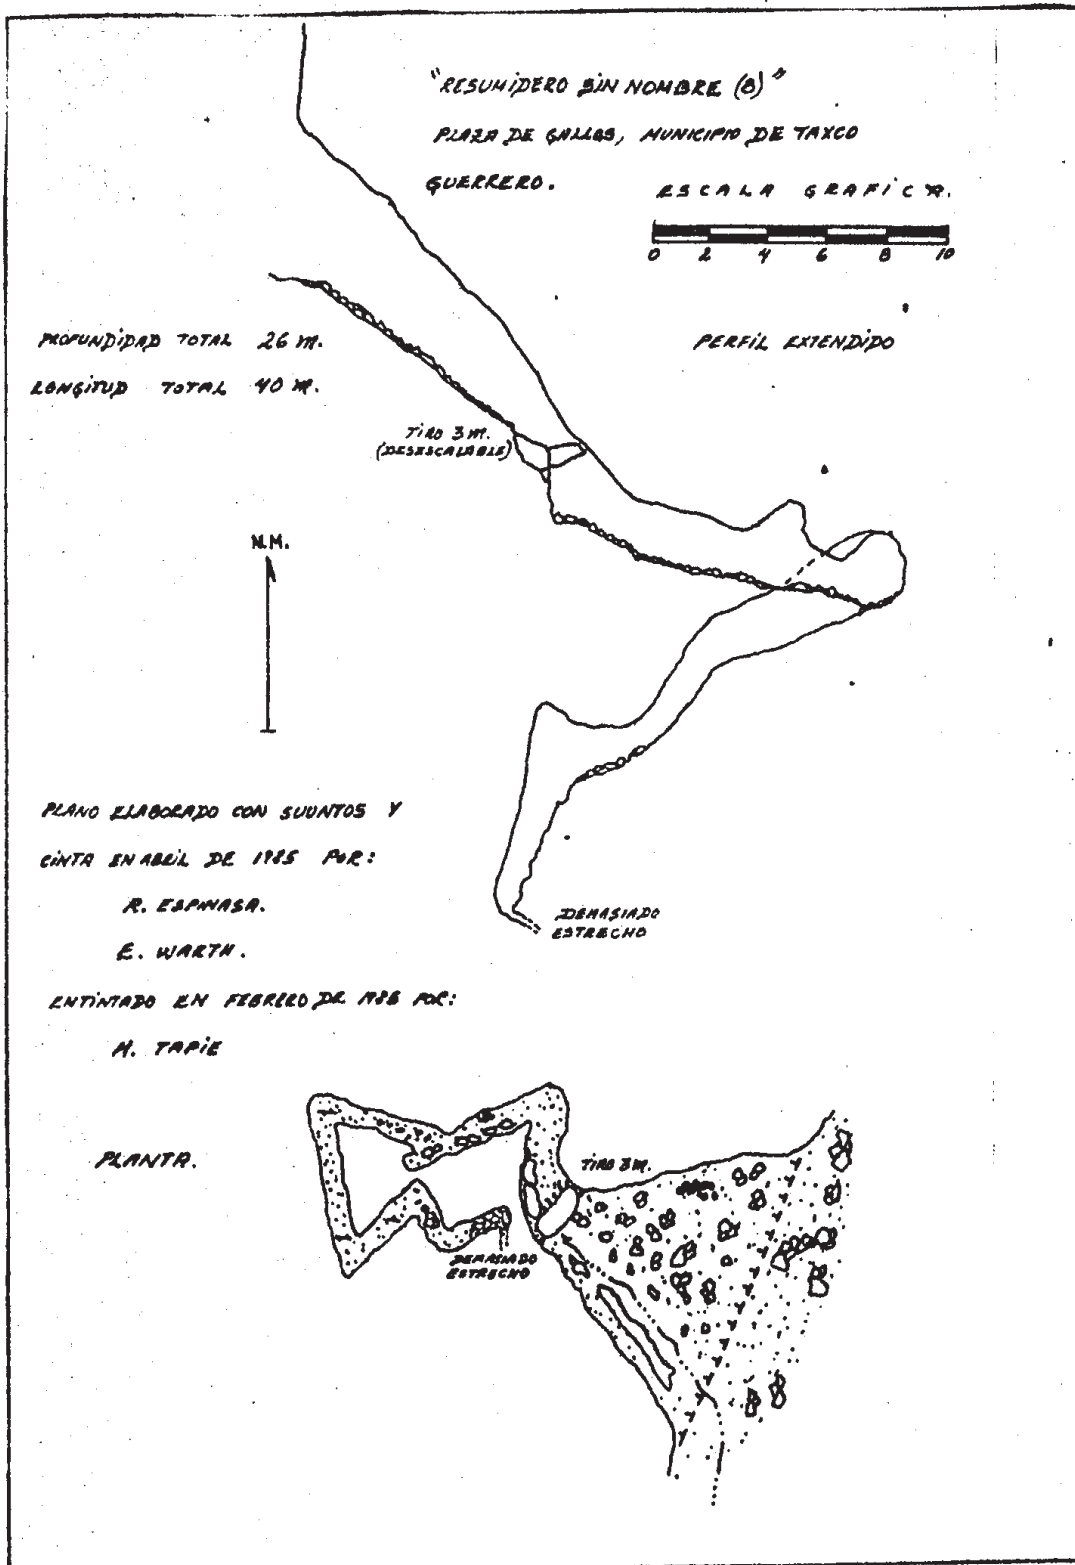 "RESUMIDERO SIN NOMBRE (8)"
PLAZA DE GALLOS, MUNICIPIO DE TAXCO
GUERRERO.
ESCALA GRAFICA.
0 2 4 6 8 10
PROFUNDIDAD TOTAL 26 M.
LONGITUD TOTAL 40 M.
PERFIL EXTENDIDO
TIRO 3 M.
(DESESCALABLE)
N.M.
PLANO ELABORADO CON SUUNTOS Y
CINTA EN ABRIL DE 1985 POR:
R. ESPINASA.
E. WARTH.
DEMASIADO
ESTRECHO
ENTINTADO EN FEBRERO DE 1988 POR:
M. TAPIE
PLANTA.
TIRO 3 M.
DEMASIADO
ESTRECHO